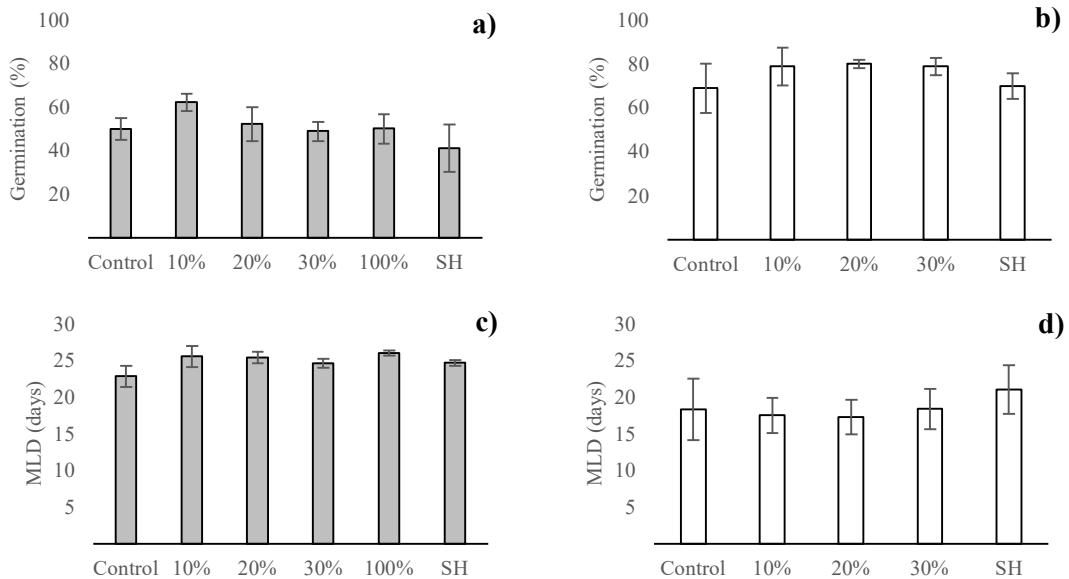 a)
Germination (%)
100
80
60
40
20
Control 10% 20% 30% 100% SH
b)
Germination (%)
100
80
60
40
20
Control 10% 20% 30% SH
c)
MLD (days)
30
25
20
15
10
5
Control 10% 20% 30% 100% SH
d)
MLD (days)
30
25
20
15
10
5
Control 10% 20% 30% SH